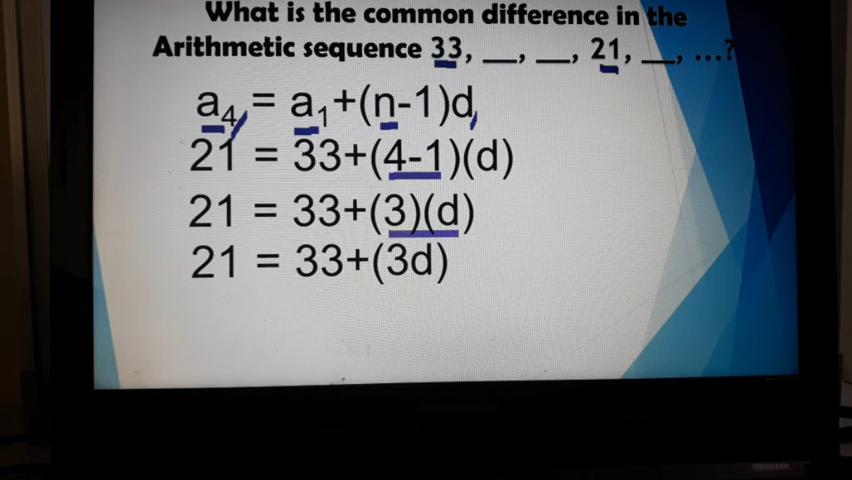 What is the common difference in the
Arithmetic sequence 33, __, __, 21, __, ...?
a₄ = a₁+(n-1)d
21 = 33+(4-1)(d)
21 = 33+(3)(d)
21 = 33+(3d)